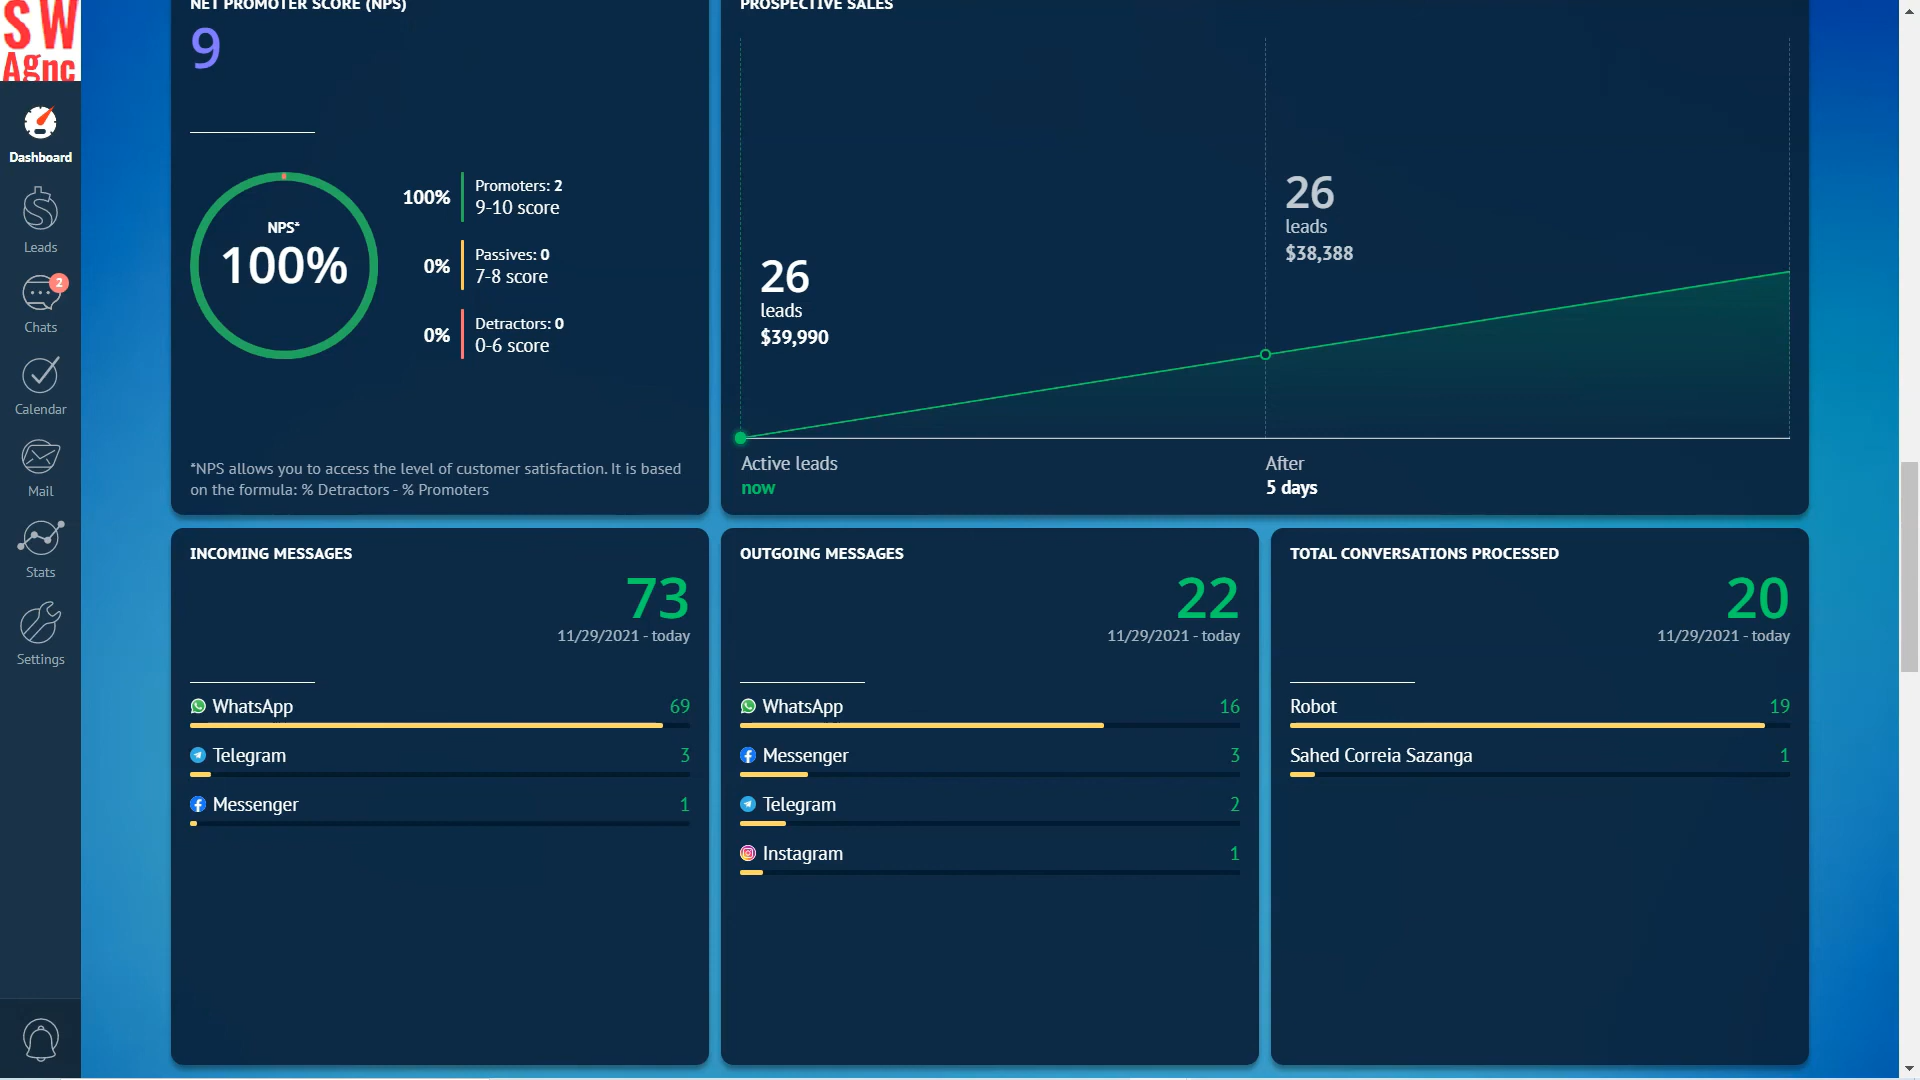 SW
Agnc
Dashboard
Leads
2
Chats
Calendar
Mail
Stats
Settings
NET PROMOTER SCORE (NPS)
9
NPS*
100%
100%
Promoters: 2
9-10 score
0%
Passives: 0
7-8 score
0%
Detractors: 0
0-6 score
*NPS allows you to access the level of customer satisfaction. It is based
on the formula: % Detractors - % Promoters
PROSPECTIVE SALES
26
leads
$39,990
26
leads
$38,388
Active leads
now
After
5 days
INCOMING MESSAGES
73
11/29/2021 - today
WhatsApp 69
Telegram 3
Messenger 1
OUTGOING MESSAGES
22
11/29/2021 - today
WhatsApp 16
Messenger 3
Telegram 2
Instagram 1
TOTAL CONVERSATIONS PROCESSED
20
11/29/2021 - today
Robot 19
Sahed Correia Sazanga 1